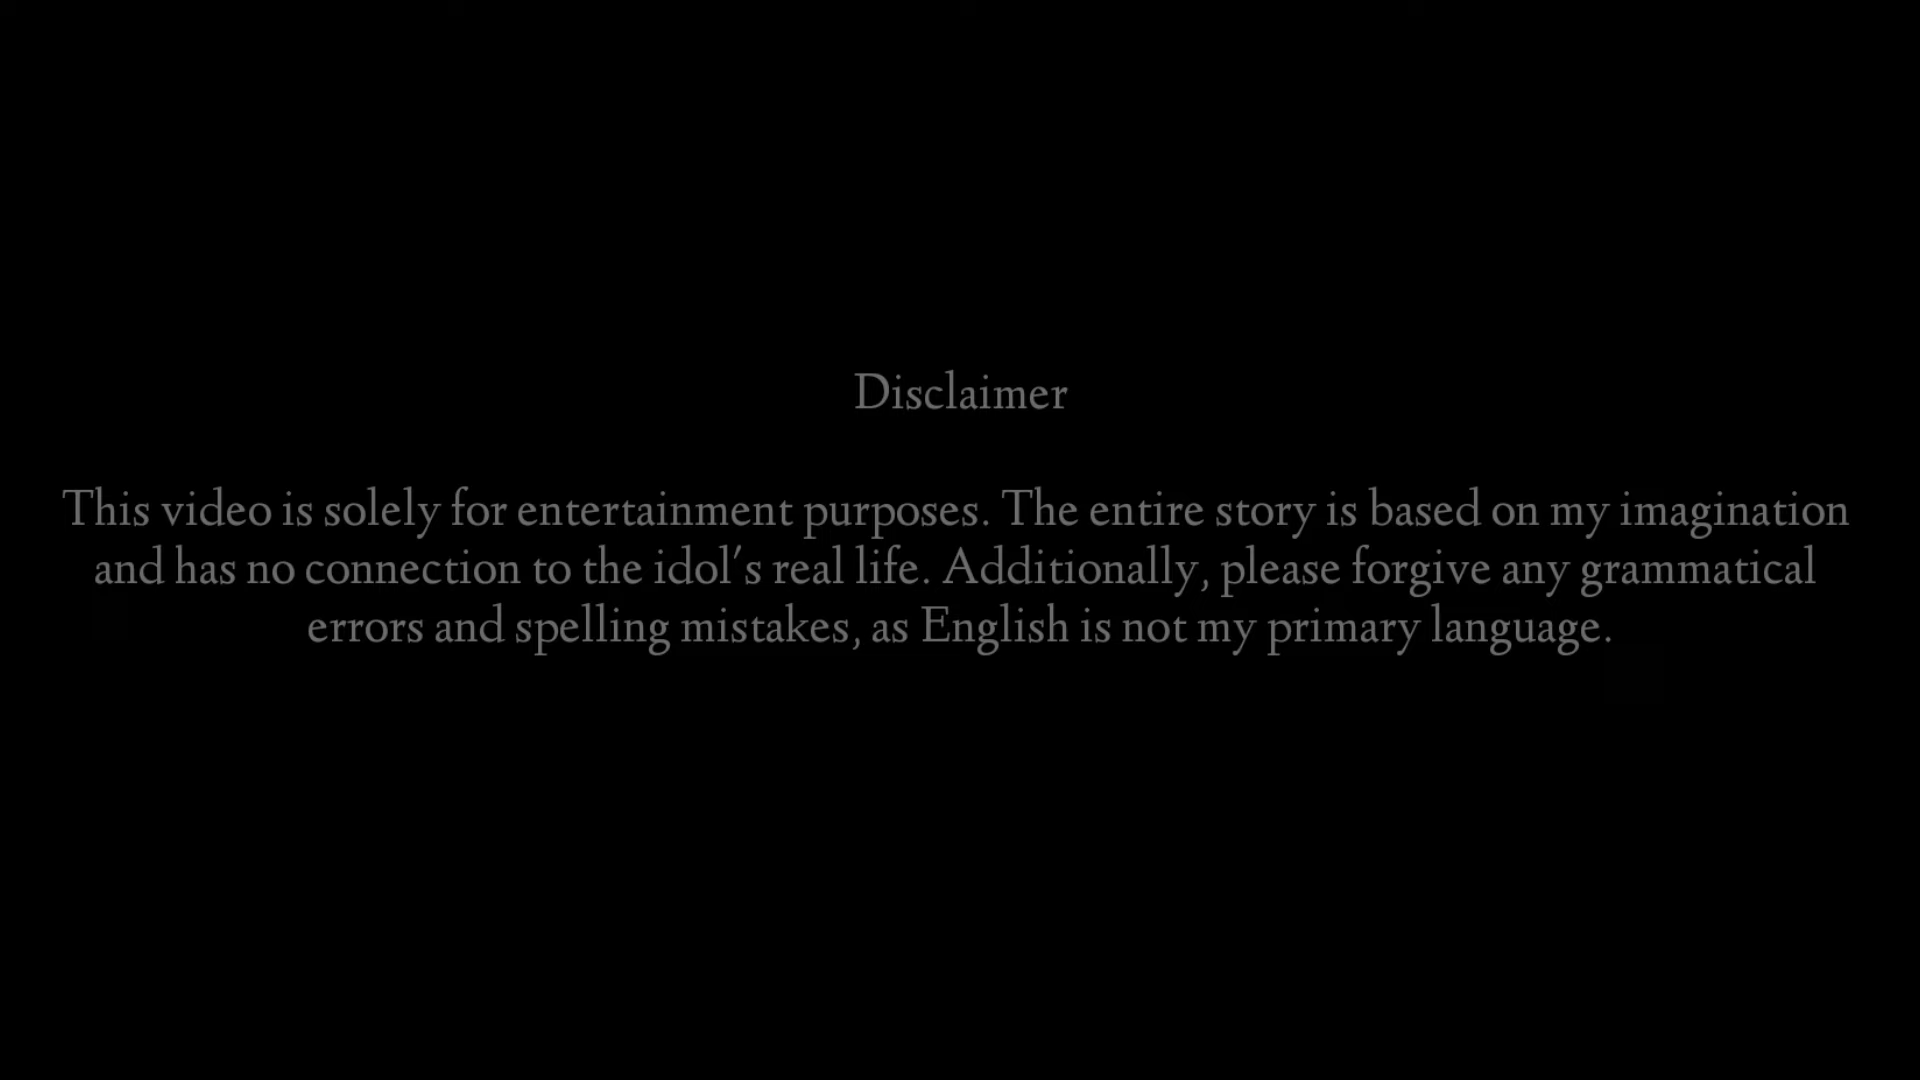 Disclaimer
This video is solely for entertainment purposes. The entire story is based on my imagination
and has no connection to the idol's real life. Additionally, please forgive any grammatical
errors and spelling mistakes, as English is not my primary language.